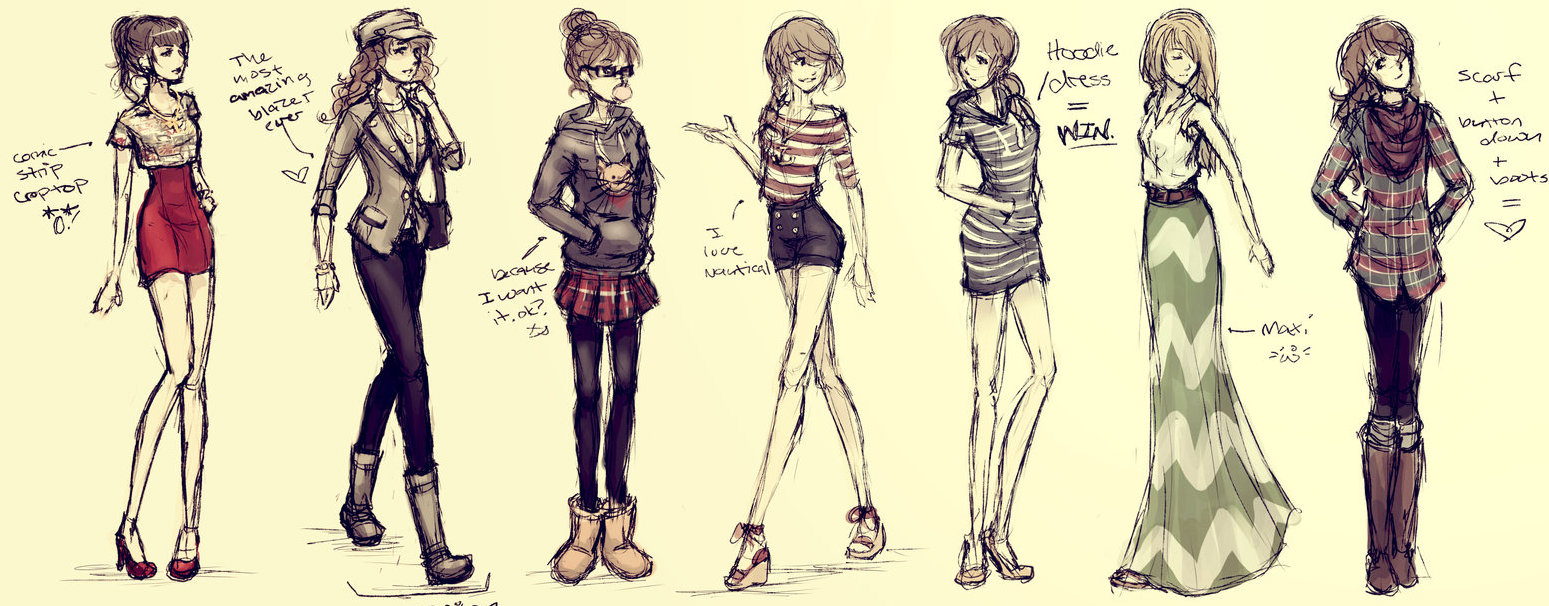 comic
strip
croptop
The
most
amazing
blazer
ever
because
I want
it, ok?
I
love
Nautical
Hoodie
/dress
=
WIN.
Maxi
scarf
+
button
down
+
boots
=